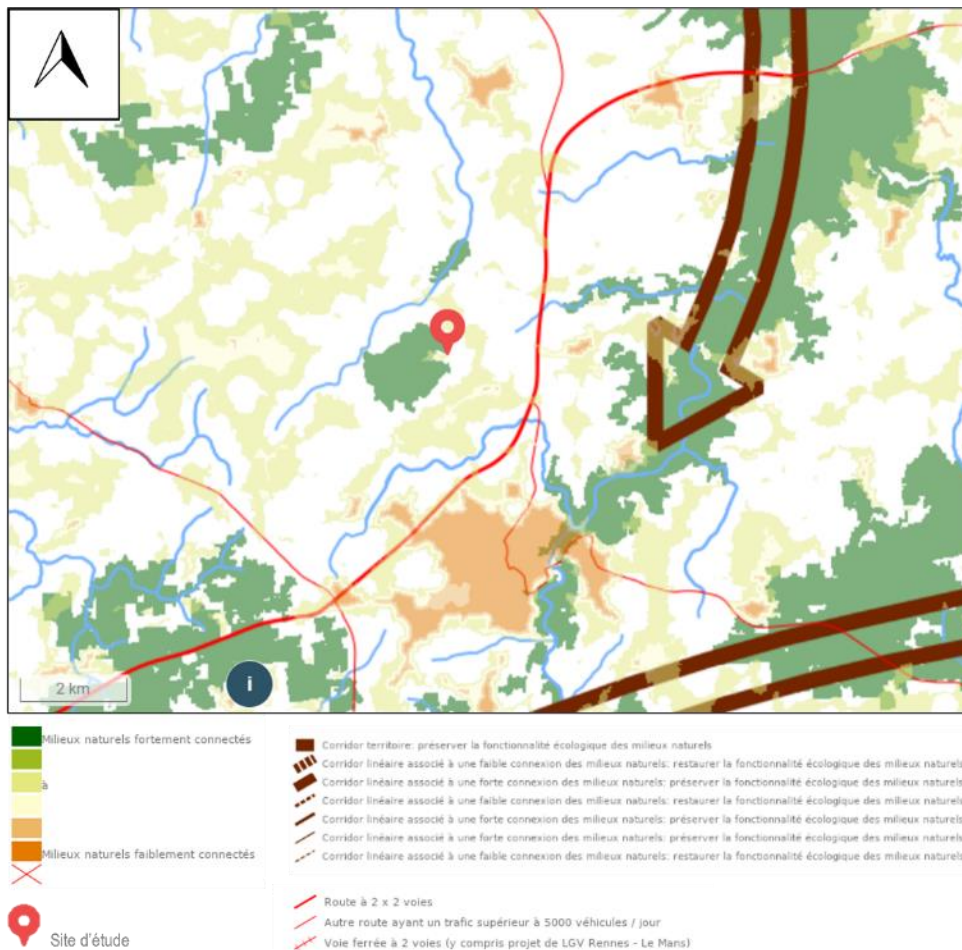 2 km
i
Milieux naturels fortement connectés
à
Milieux naturels faiblement connectés
Site d'étude
Corridor territoire: préserver la fonctionnalité écologique des milieux naturels
Corridor linéaire associé à une faible connexion des milieux naturels: restaurer la fonctionnalité écologique des milieux naturels
Corridor linéaire associé à une forte connexion des milieux naturels: préserver la fonctionnalité écologique des milieux naturels
Corridor linéaire associé à une faible connexion des milieux naturels: restaurer la fonctionnalité écologique des milieux naturels
Corridor linéaire associé à une forte connexion des milieux naturels: préserver la fonctionnalité écologique des milieux naturels
Corridor linéaire associé à une forte connexion des milieux naturels: préserver la fonctionnalité écologique des milieux naturels
Corridor linéaire associé à une faible connexion des milieux naturels: restaurer la fonctionnalité écologique des milieux naturels
Route à 2 x 2 voies
Autre route ayant un trafic supérieur à 5000 véhicules / jour
Voie ferrée à 2 voies (y compris projet de LGV Rennes - Le Mans)